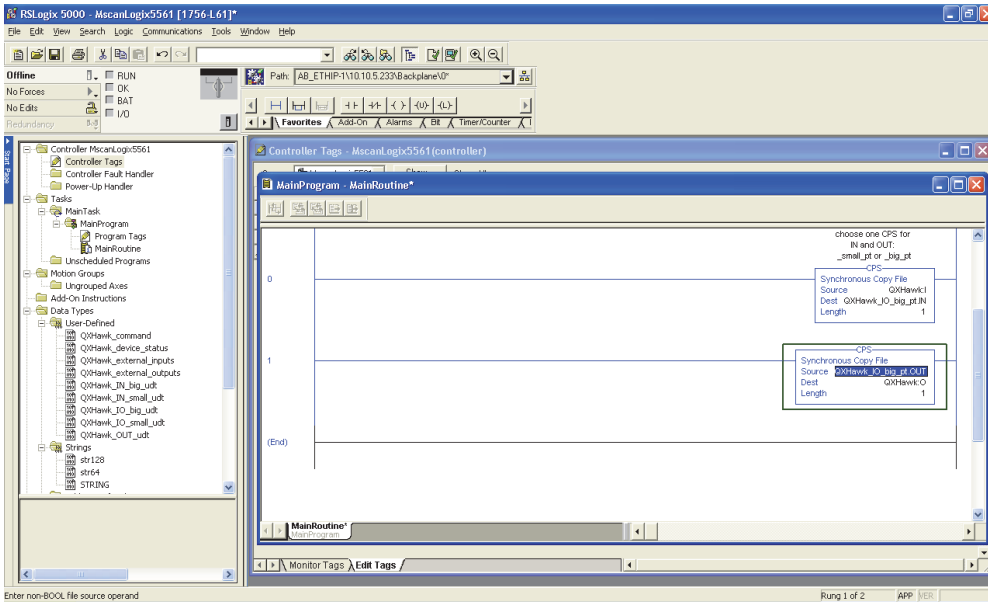 RSLogix 5000 - MscanLogix5561 [1756-L61]*
File Edit View Search Logic Communications Tools Window Help
Offline
RUN
No Forces
OK
No Edits
BAT
Redundancy
I/O
Path: AB_ETHIP-1\10.10.5.233\Backplane\0*
Favorites Add-On Alarms Bit Timer/Counter
Start Page
Controller MscanLogix5561
Controller Tags
Controller Fault Handler
Power-Up Handler
Tasks
MainTask
MainProgram
Program Tags
MainRoutine
Unscheduled Programs
Motion Groups
Ungrouped Axes
Add-On Instructions
Data Types
User-Defined
QXHawk_command
QXHawk_device_status
QXHawk_external_inputs
QXHawk_external_outputs
QXHawk_IN_big_udt
QXHawk_IN_small_udt
QXHawk_IO_big_udt
QXHawk_IO_small_udt
QXHawk_OUT_udt
Strings
str128
str64
STRING
Controller Tags - MscanLogix5561(controller)
MainProgram - MainRoutine*
choose one CPS for
IN and OUT:
_small_pt or _big_pt
0
CPS
Synchronous Copy File
Source QXHawk:I
Dest QXHawk_IO_big_pt.IN
Length 1
1
CPS
Synchronous Copy File
Source QXHawk_IO_big_pt.OUT
Dest QXHawk:O
Length 1
(End)
MainRoutine*
MainProgram
Monitor Tags Edit Tags
Enter non-BOOL file source operand
Rung 1 of 2 APP VER